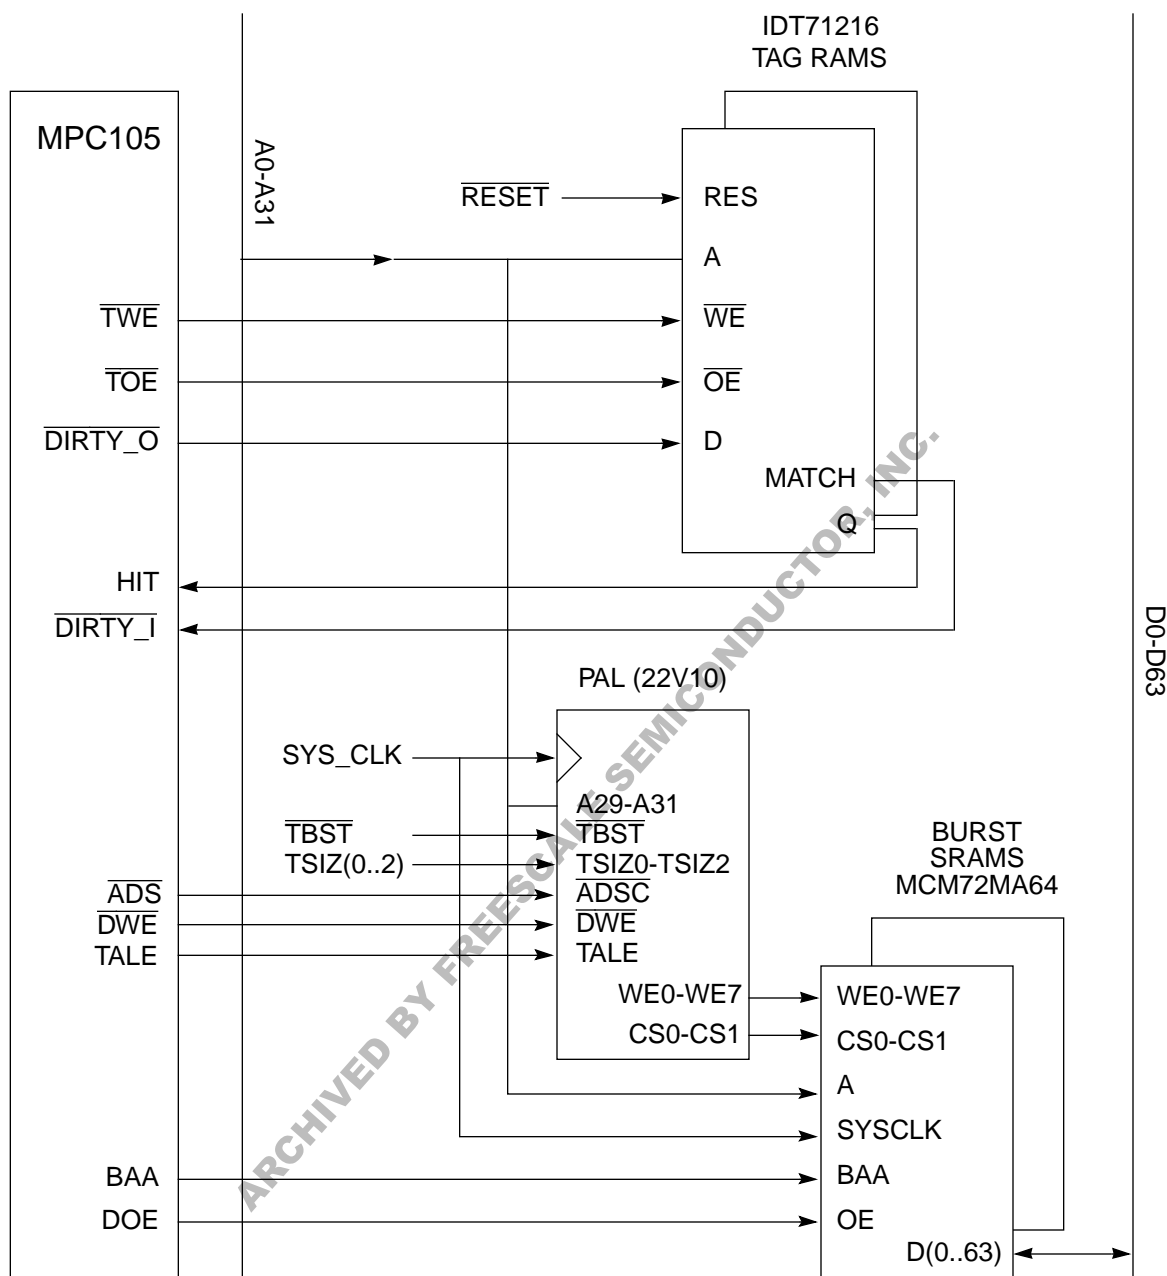 IDT71216
TAG RAMS
MPC105
A0-A31
RESET
RES
A
TWE
WE
TOE
OE
DIRTY_O
D
MATCH
Q
HIT
DIRTY_I
D0-D63
PAL (22V10)
SYS_CLK
A29-A31
TBST
TBST
TSIZ(0..2)
TSIZ0-TSIZ2
ADS
ADSC
DWE
DWE
TALE
TALE
BURST
SRAMS
MCM72MA64
WE0-WE7
WE0-WE7
CS0-CS1
CS0-CS1
A
SYSCLK
BAA
BAA
DOE
OE
D(0..63)
ARCHIVED BY FREESCALE SEMICONDUCTOR, INC.